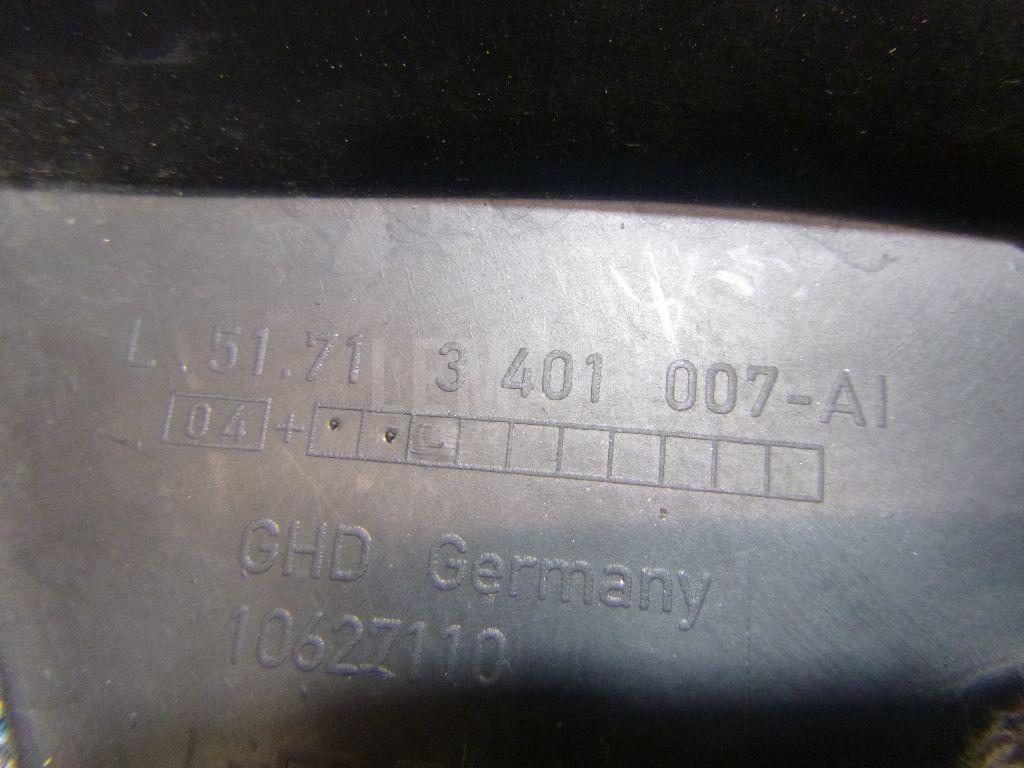 L 51.71 3 401 007-AI
04 +
GHD Germany
10627110